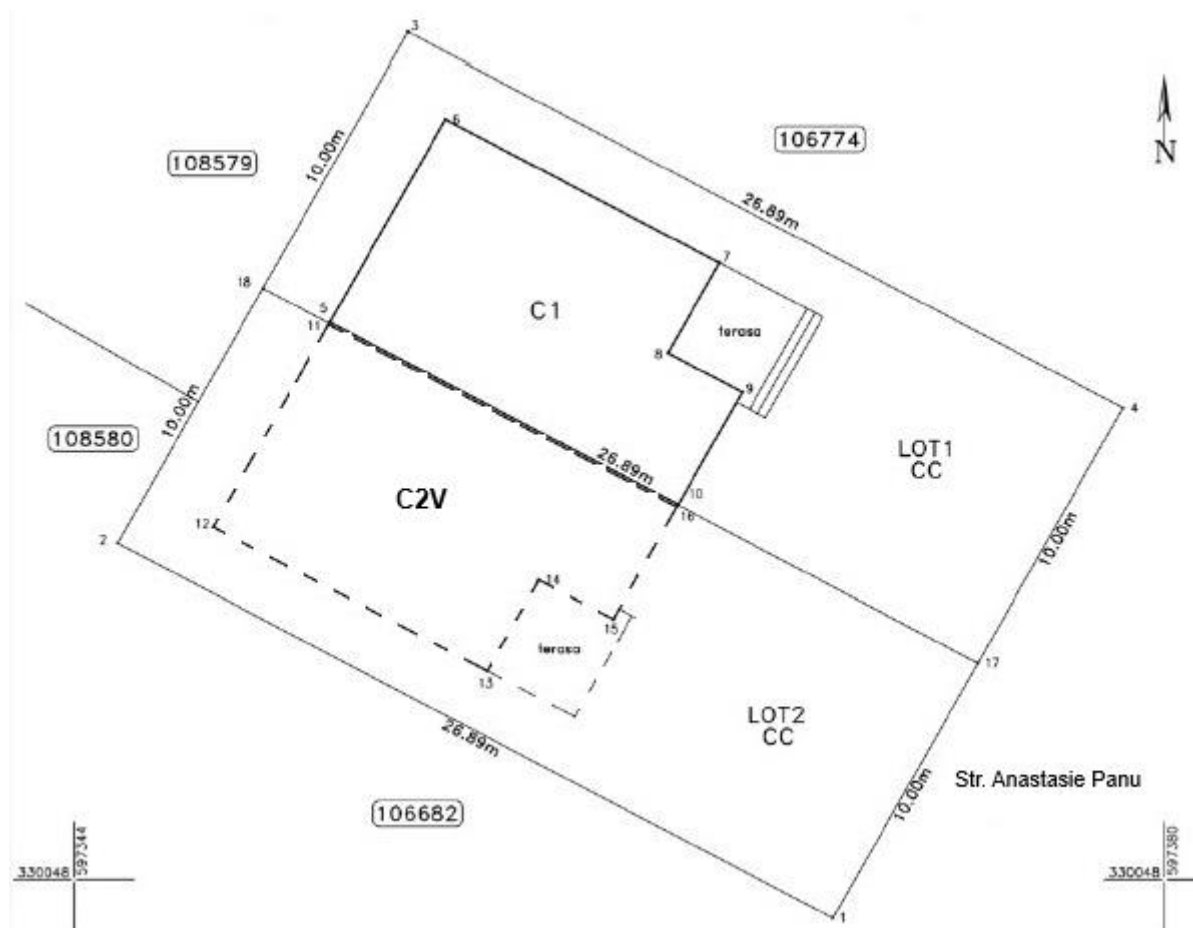 3
108579
10.00m
6
106774
N
26.89m
7
terasa
18
5
11
C1
8
9
4
LOT1
CC
10.00m
108580
10.00m
26.89m
10
16
C2V
12
2
14
15
terasa
13
17
LOT2
CC
26.89m
10.00m
Str. Anastasie Panu
106682
1
330048
597344
330048
597380